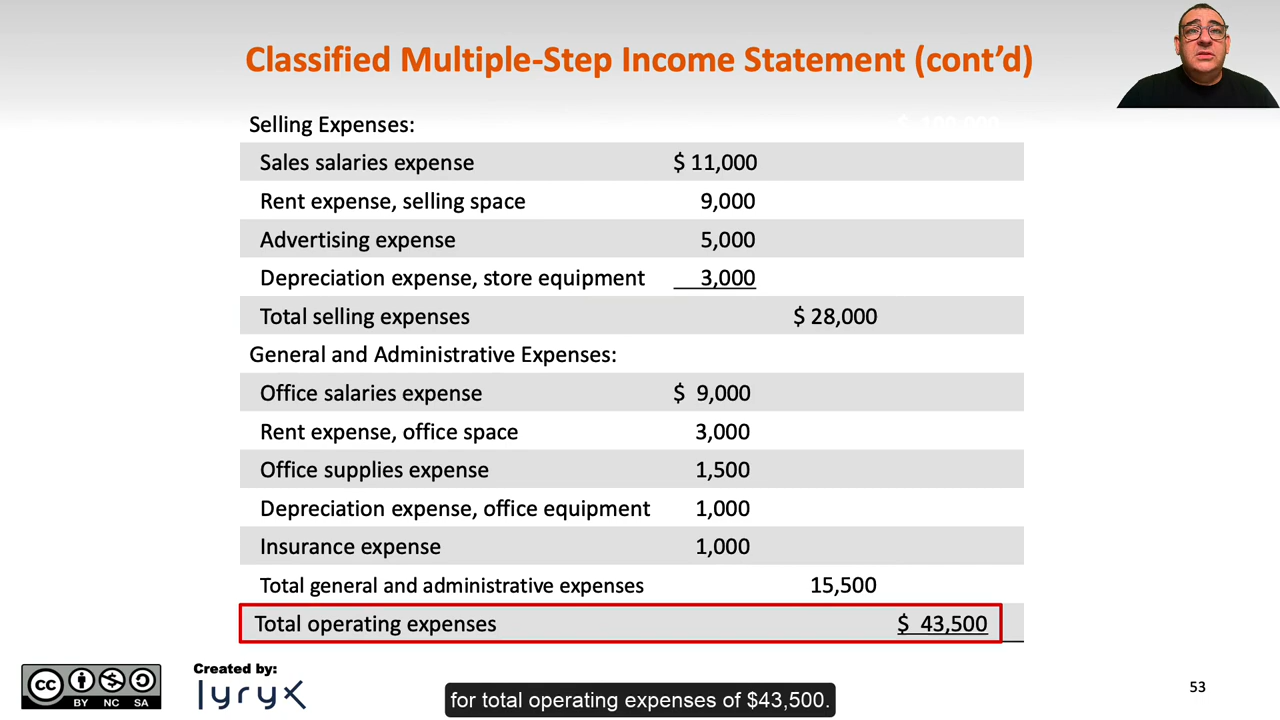 Classified Multiple-Step Income Statement (cont’d)
Selling Expenses:
Sales salaries expense $ 11,000
Rent expense, selling space 9,000
Advertising expense 5,000
Depreciation expense, store equipment 3,000
Total selling expenses $ 28,000
General and Administrative Expenses:
Office salaries expense $ 9,000
Rent expense, office space 3,000
Office supplies expense 1,500
Depreciation expense, office equipment 1,000
Insurance expense 1,000
Total general and administrative expenses 15,500
Total operating expenses $ 43,500
cc BY NC SA
Created by:
lyryx
for total operating expenses of $43,500.
53